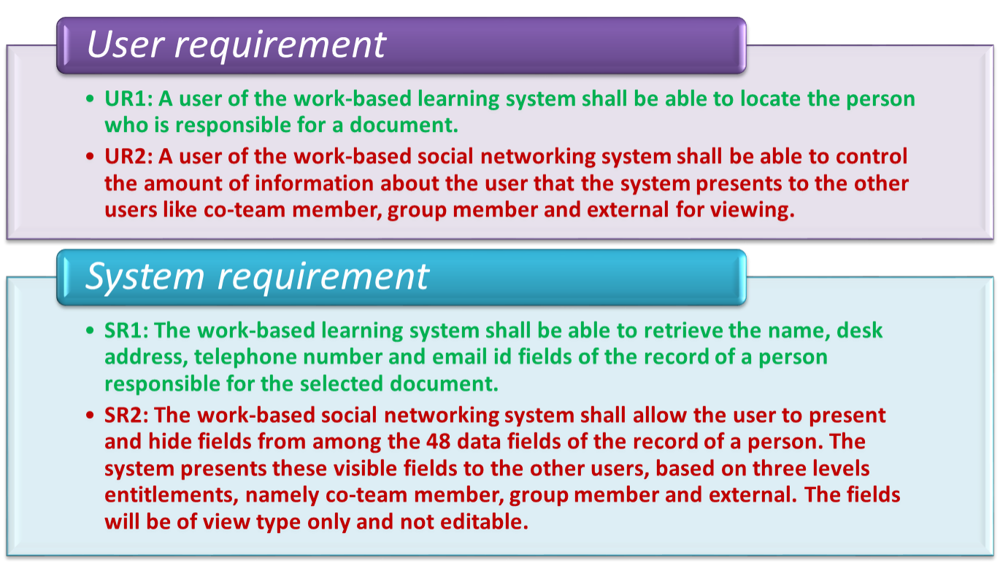 User requirement
• UR1: A user of the work-based learning system shall be able to locate the person
who is responsible for a document.
• UR2: A user of the work-based social networking system shall be able to control
the amount of information about the user that the system presents to the other
users like co-team member, group member and external for viewing.
System requirement
• SR1: The work-based learning system shall be able to retrieve the name, desk
address, telephone number and email id fields of the record of a person
responsible for the selected document.
• SR2: The work-based social networking system shall allow the user to present
and hide fields from among the 48 data fields of the record of a person. The
system presents these visible fields to the other users, based on three levels
entitlements, namely co-team member, group member and external. The fields
will be of view type only and not editable.